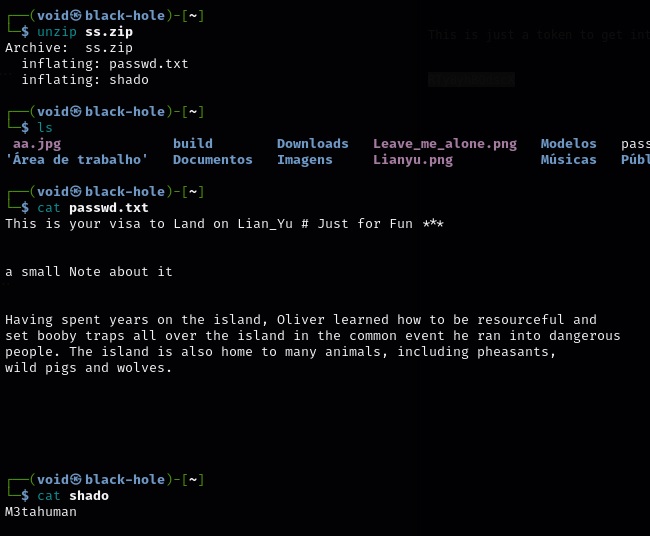 ┌──(void㉿black-hole)-[~]
└─$ unzip ss.zip
Archive:  ss.zip
  inflating: passwd.txt
  inflating: shado
┌──(void㉿black-hole)-[~]
└─$ ls
aa.jpg build Downloads Leave_me_alone.png Modelos pass
'Área de trabalho' Documentos Imagens Lianyu.png Músicas Públ
┌──(void㉿black-hole)-[~]
└─$ cat passwd.txt
This is your visa to Land on Lian_Yu # Just for Fun ***
a small Note about it
Having spent years on the island, Oliver learned how to be resourceful and
set booby traps all over the island in the common event he ran into dangerous
people. The island is also home to many animals, including pheasants,
wild pigs and wolves.
┌──(void㉿black-hole)-[~]
└─$ cat shado
M3tahuman
This is just a token to get int